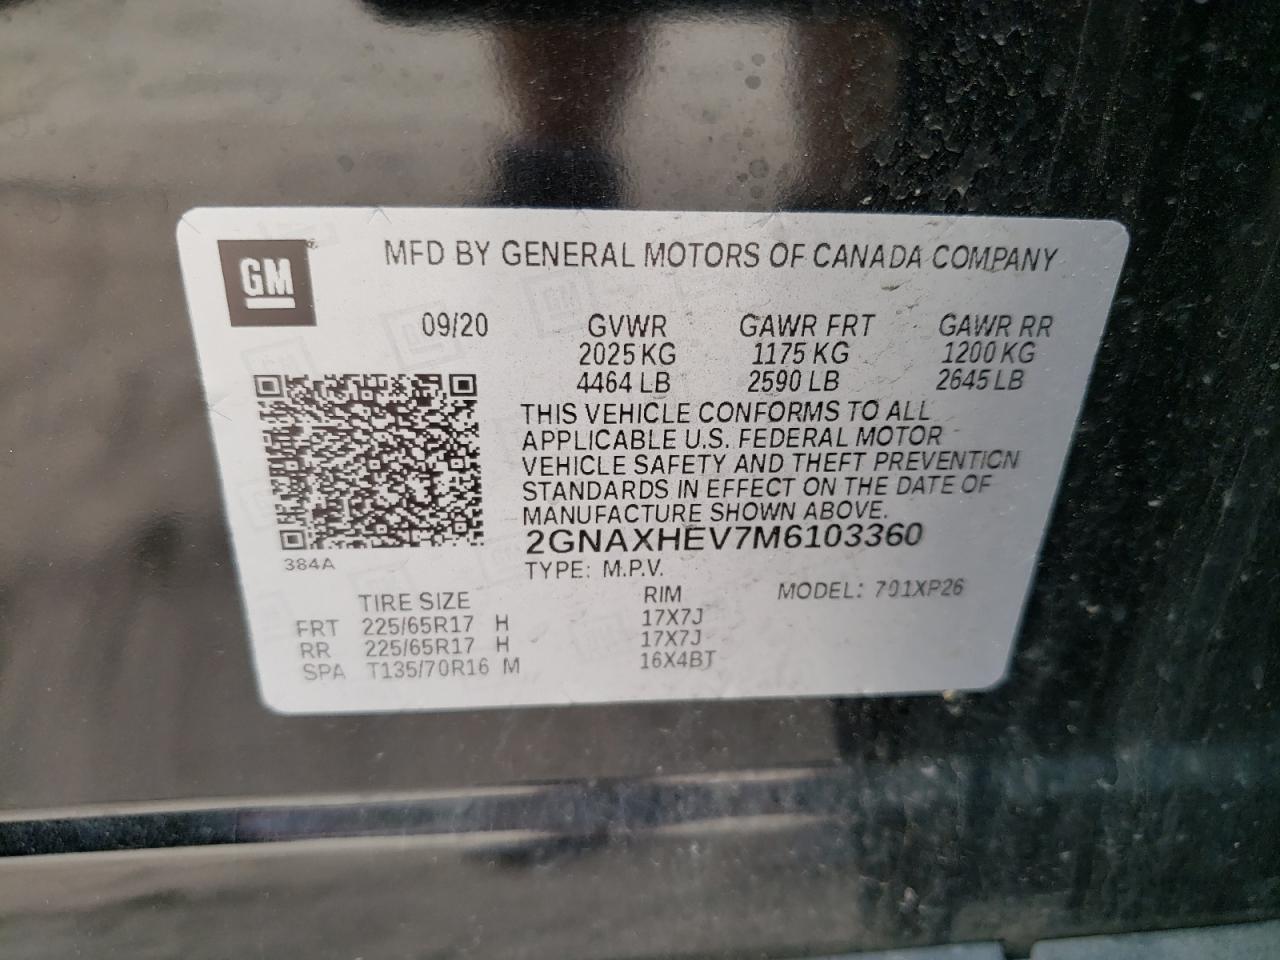 GM
MFD BY GENERAL MOTORS OF CANADA COMPANY
09/20 GVWR GAWR FRT GAWR RR
2025 KG 1175 KG 1200 KG
4464 LB 2590 LB 2645 LB
THIS VEHICLE CONFORMS TO ALL
APPLICABLE U.S. FEDERAL MOTOR
VEHICLE SAFETY AND THEFT PREVENTION
STANDARDS IN EFFECT ON THE DATE OF
MANUFACTURE SHOWN ABOVE.
2GNAXHEV7M6103360
384A
TYPE: M.P.V.
TIRE SIZE RIM MODEL: 701XP26
FRT 225/65R17 H 17X7J
RR 225/65R17 H 17X7J
SPA T135/70R16 M 16X4BT